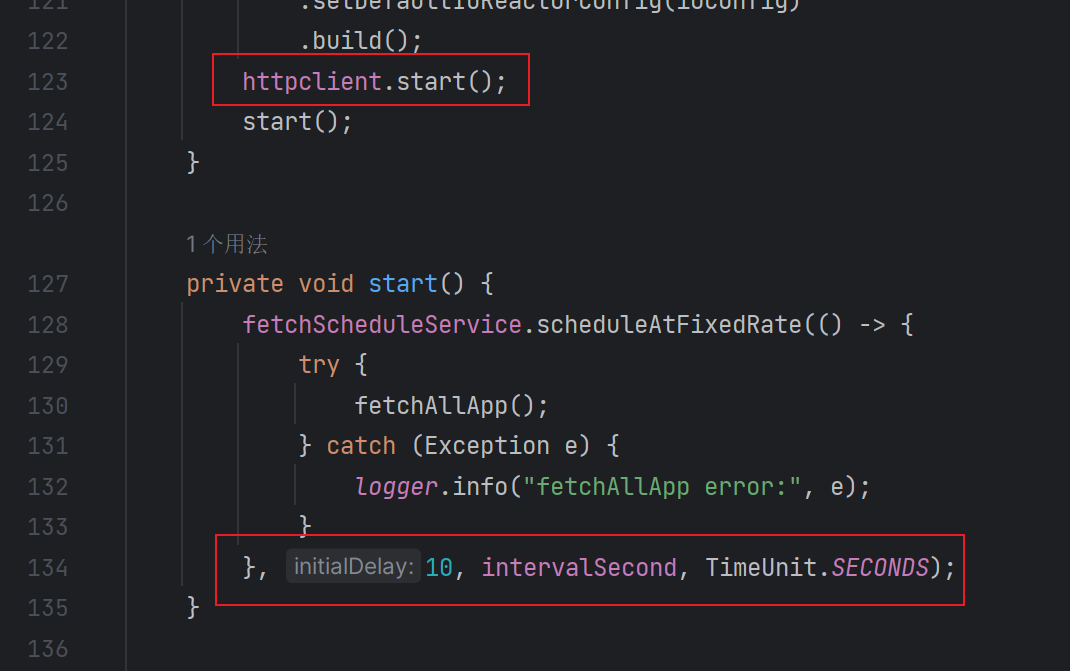 121 .setDefaultIOReactorConfig(ioConfig)
122 .build();
123 httpclient.start();
124 start();
125 }
126
1 个用法
127 private void start() {
128 fetchScheduleService.scheduleAtFixedRate(() -> {
129 try {
130 fetchAllApp();
131 } catch (Exception e) {
132 logger.info("fetchAllApp error:", e);
133 }
134 }, initialDelay: 10, intervalSecond, TimeUnit.SECONDS);
135 }
136